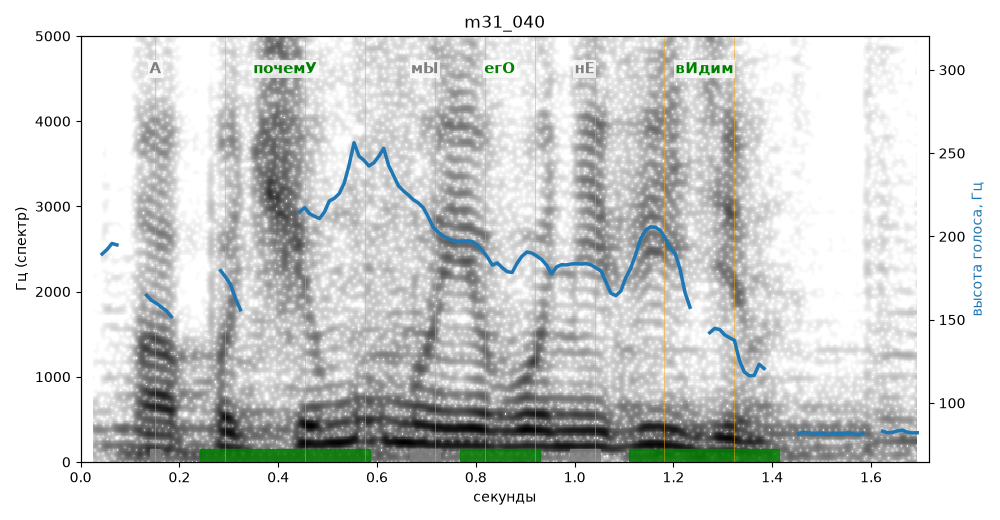 m31_040
5000
4000
3000
2000
1000
0
Гц (спектр)
А
почемУ
мЫ
егО
нЕ
вИдим
300
250
200
150
100
высота голоса, Гц
0.0 0.2 0.4 0.6 0.8 1.0 1.2 1.4 1.6
секунды